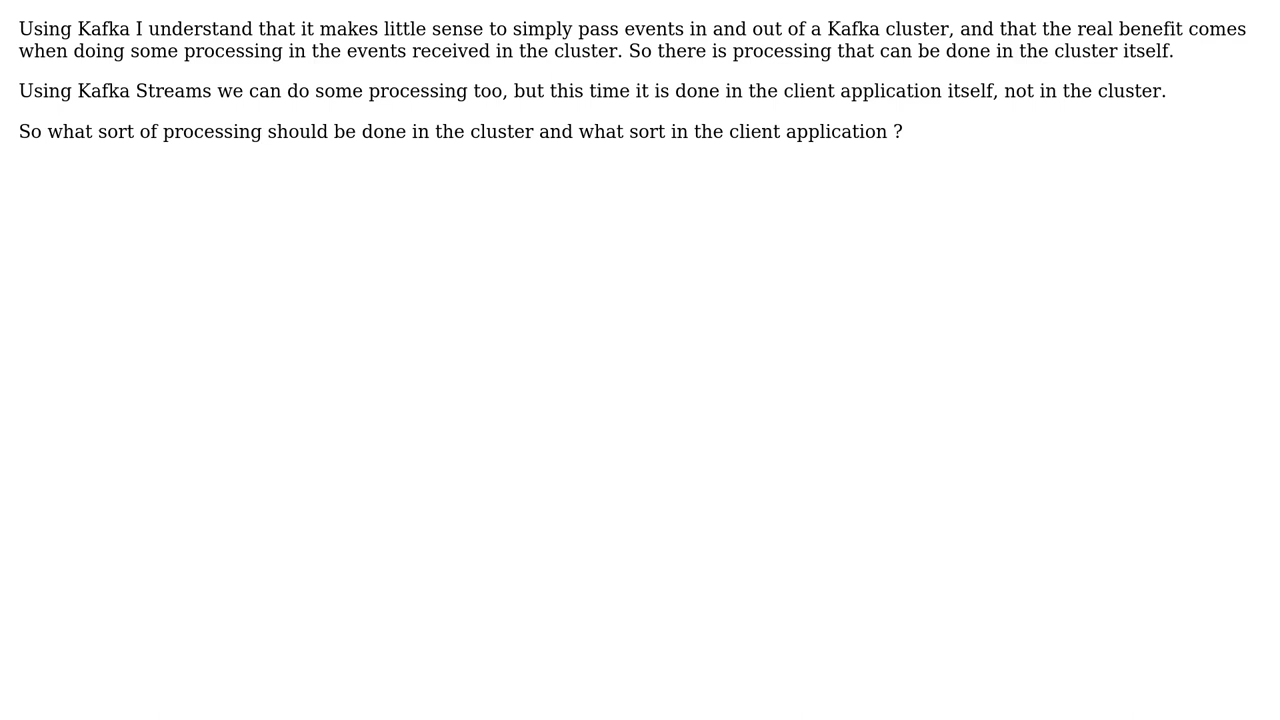 Using Kafka I understand that it makes little sense to simply pass events in and out of a Kafka cluster, and that the real benefit comes
when doing some processing in the events received in the cluster. So there is processing that can be done in the cluster itself.
Using Kafka Streams we can do some processing too, but this time it is done in the client application itself, not in the cluster.
So what sort of processing should be done in the cluster and what sort in the client application ?